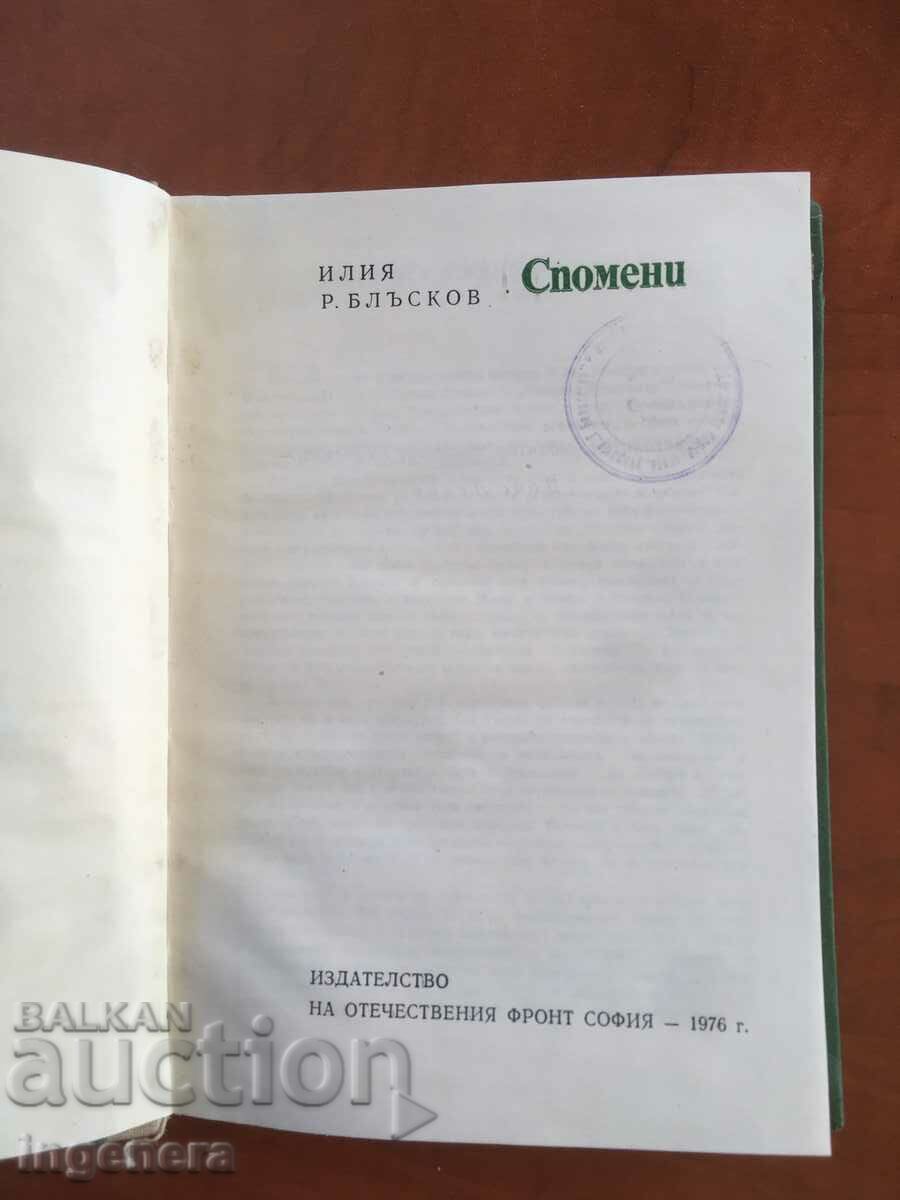 ИЛИЯ
Р. БЛЪСКОВ
Спомени
ИЗДАТЕЛСТВО
НА ОТЕЧЕСТВЕНИЯ ФРОНТ СОФИЯ — 1976 г.
BALKAN
auction
ingenera